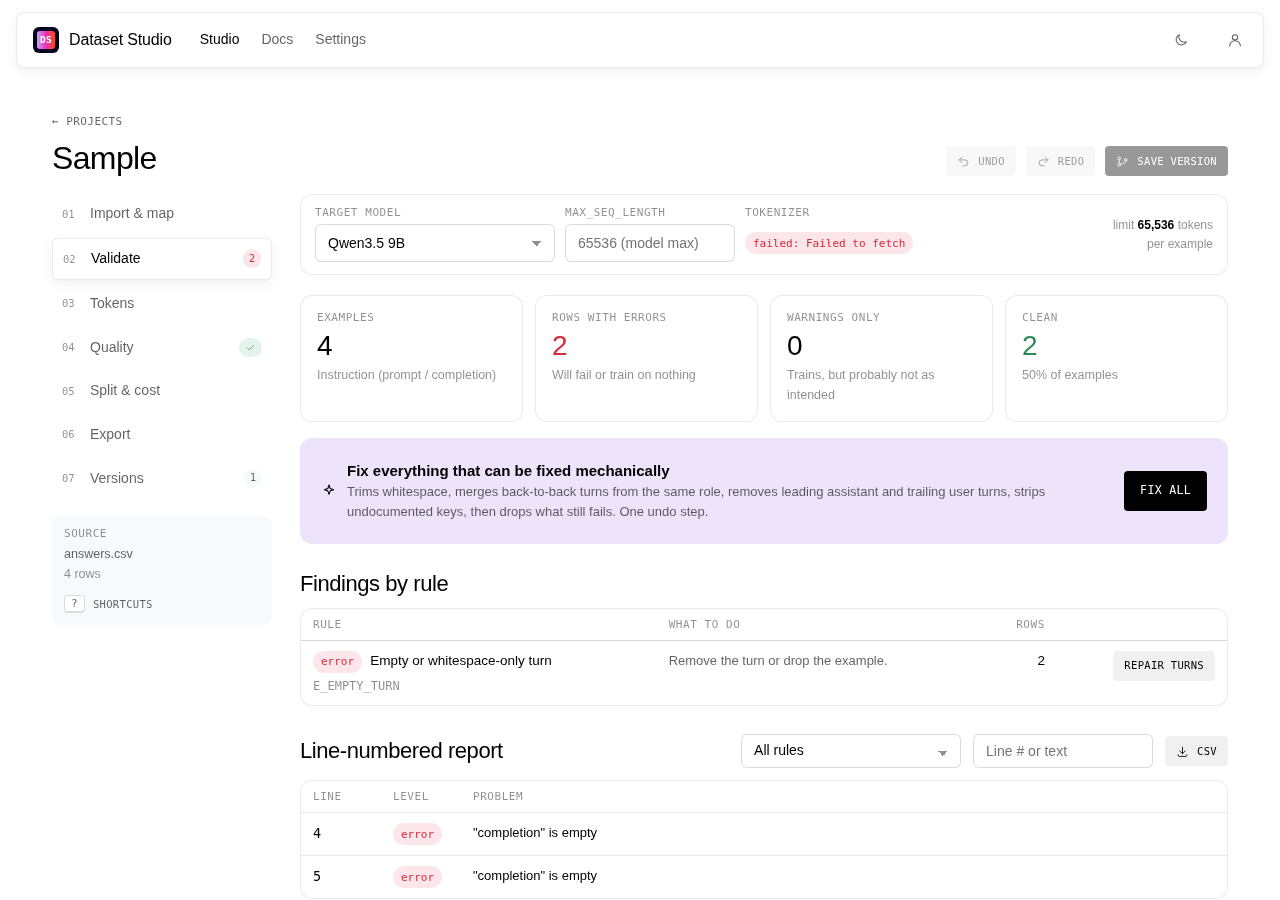 DS Dataset Studio Studio Docs Settings
← PROJECTS
Sample
UNDO REDO SAVE VERSION
01 Import & map
02 Validate 2
03 Tokens
04 Quality
05 Split & cost
06 Export
07 Versions 1
SOURCE
answers.csv
4 rows
? SHORTCUTS
TARGET MODEL
Qwen3.5 9B
MAX_SEQ_LENGTH
65536 (model max)
TOKENIZER
failed: Failed to fetch
limit 65,536 tokens
per example
EXAMPLES
4
Instruction (prompt / completion)
ROWS WITH ERRORS
2
Will fail or train on nothing
WARNINGS ONLY
0
Trains, but probably not as
intended
CLEAN
2
50% of examples
Fix everything that can be fixed mechanically
Trims whitespace, merges back-to-back turns from the same role, removes leading assistant and trailing user turns, strips
undocumented keys, then drops what still fails. One undo step.
FIX ALL
Findings by rule
RULE WHAT TO DO ROWS
error Empty or whitespace-only turn Remove the turn or drop the example. 2 REPAIR TURNS
E_EMPTY_TURN
Line-numbered report All rules Line # or text CSV
LINE LEVEL PROBLEM
4 error "completion" is empty
5 error "completion" is empty